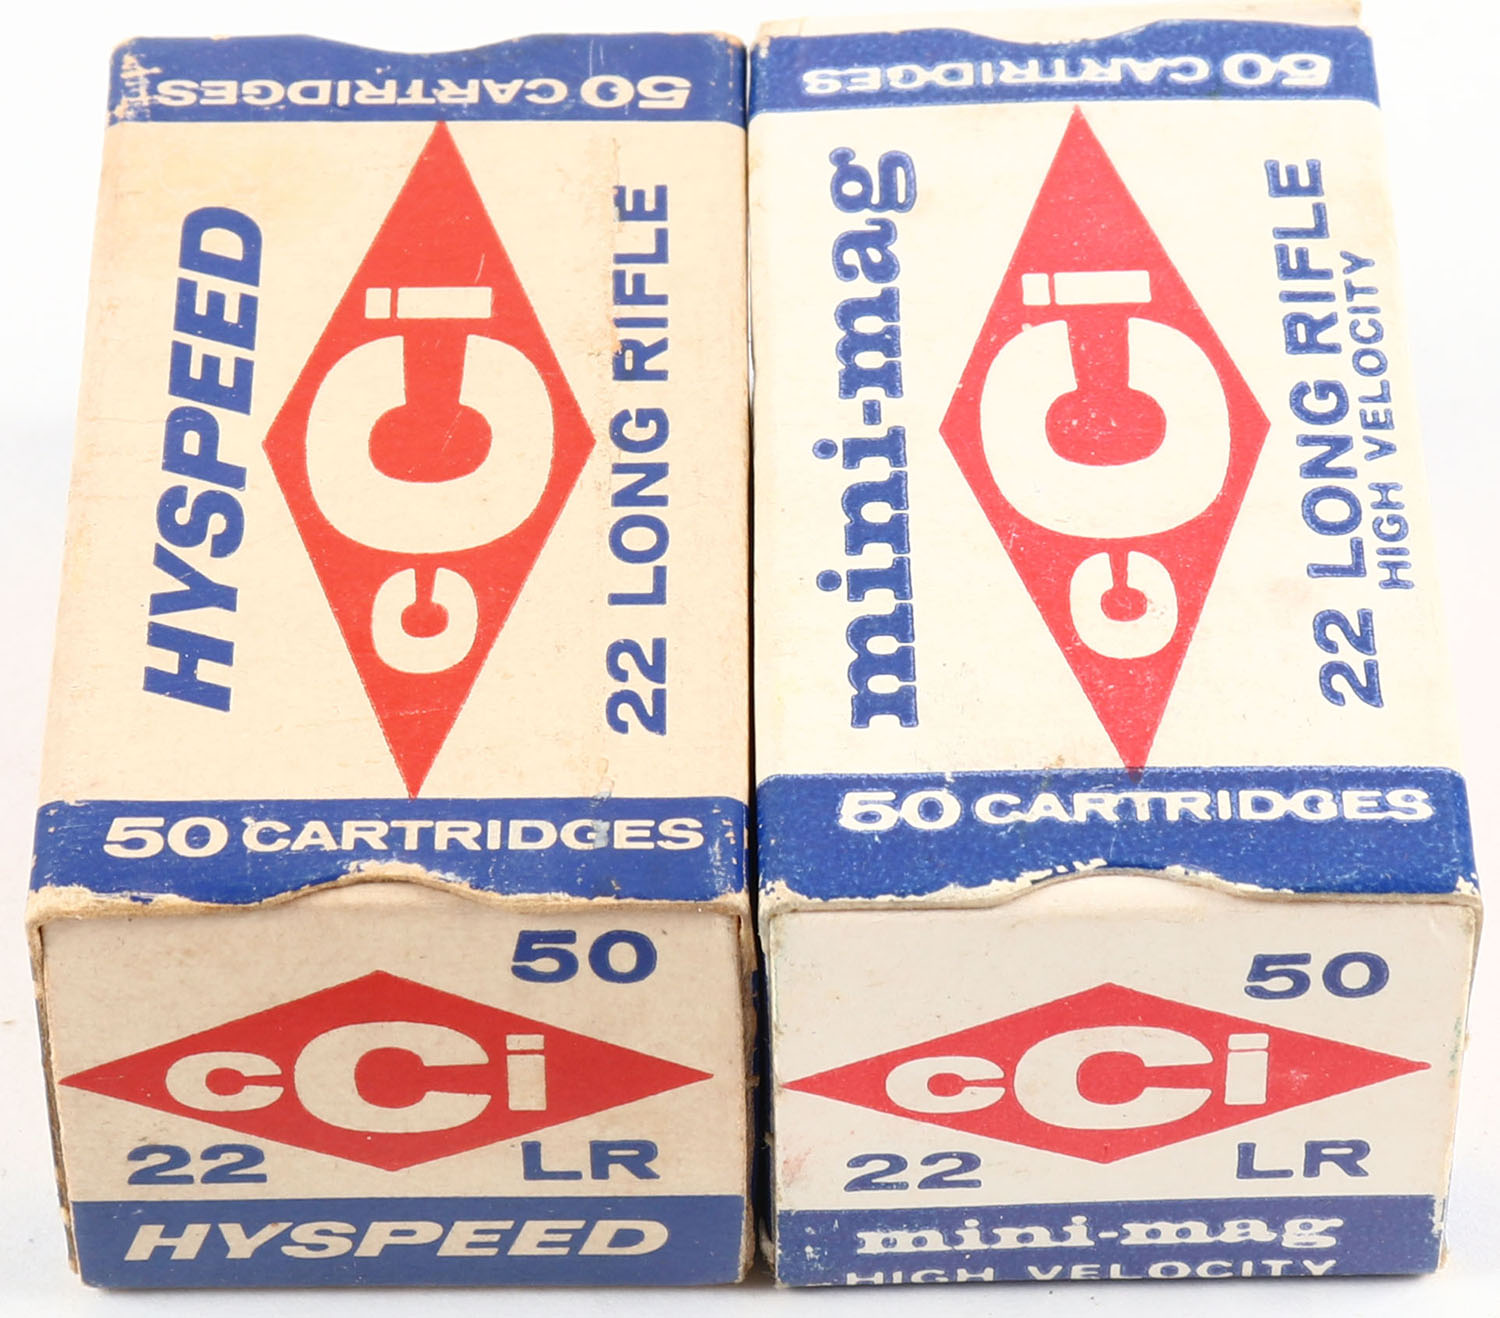 50 CARTRIDGES
HYSPEED
cCi
22 LONG RIFLE
50 CARTRIDGES
50
cCi
22 LR
HYSPEED
50 CARTRIDGES
mini-mag
cCi
22 LONG RIFLE
HIGH VELOCITY
50 CARTRIDGES
50
cCi
22 LR
mini-mag
HIGH VELOCITY